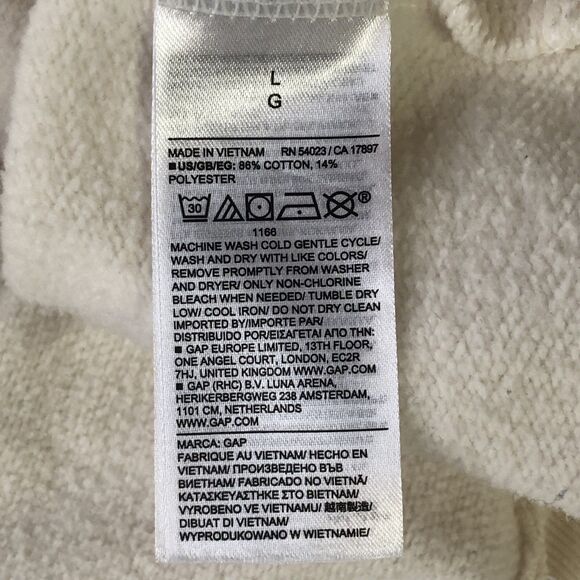 L
G
MADE IN VIETNAM RN 54023 / CA 17897
■ US/GB/EG: 86% COTTON, 14%
POLYESTER
30
®
1166
MACHINE WASH COLD GENTLE CYCLE/
WASH AND DRY WITH LIKE COLORS/
REMOVE PROMPTLY FROM WASHER
AND DRYER/ ONLY NON-CHLORINE
BLEACH WHEN NEEDED/ TUMBLE DRY
LOW/ COOL IRON/ DO NOT DRY CLEAN
IMPORTED BY/IMPORTE PAR/
DISTRIBUIDO POR/ΕΙΣΑΓΕΤΑΙ ΑΠΟ ΤΗΝ:
■ GAP EUROPE LIMITED, 13TH FLOOR,
ONE ANGEL COURT, LONDON, EC2R
7HJ, UNITED KINGDOM WWW.GAP.COM
■ GAP (RHC) B.V. LUNA ARENA,
HERIKERBERGWEG 238 AMSTERDAM,
1101 CM, NETHERLANDS
WWW.GAP.COM
MARCA: GAP
FABRIQUE AU VIETNAM/ HECHO EN
VIETNAM/ ПРОИЗВЕДЕНО ВЪВ
ВИЕТНАМ/ FABRICADO NO VIETNÃ/
ΚΑΤΑΣΚΕΥΑΣΤΗΚΕ ΣΤΟ ΒΙΕΤΝΑΜ/
VYROBENO VE VIETNAMU/ 越南製造/
DIBUAT DI VIETNAM/
WYPRODUKOWANO W WIETNAMIE/